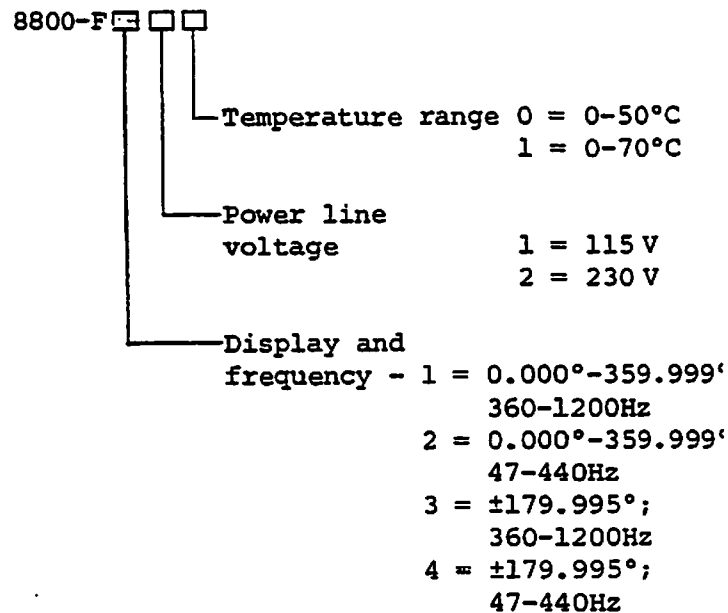 8800-F
Temperature range 0 = 0-50°C
1 = 0-70°C
Power line
voltage 1 = 115 V
2 = 230 V
Display and
frequency - 1 = 0.000°-359.999°
360-1200Hz
2 = 0.000°-359.999°
47-440Hz
3 = ±179.995°;
360-1200Hz
4 = ±179.995°;
47-440Hz